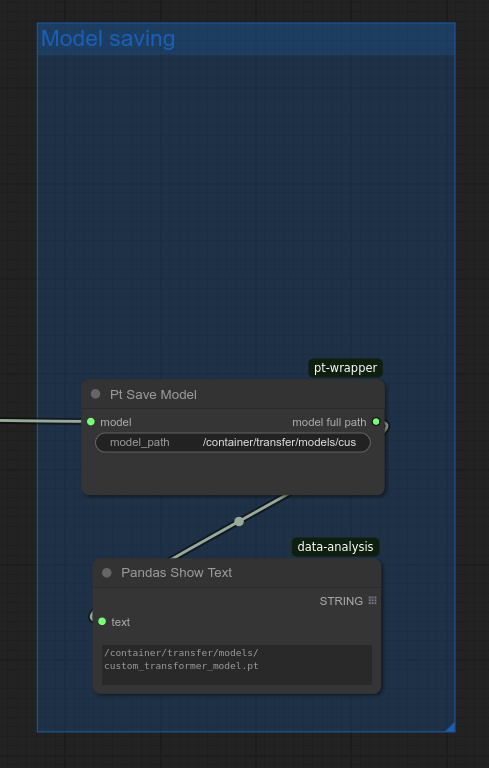 Model saving
pt-wrapper
Pt Save Model
model
model full path
model_path
/container/transfer/models/cus
data-analysis
Pandas Show Text
STRING
text
/container/transfer/models/
custom_transformer_model.pt